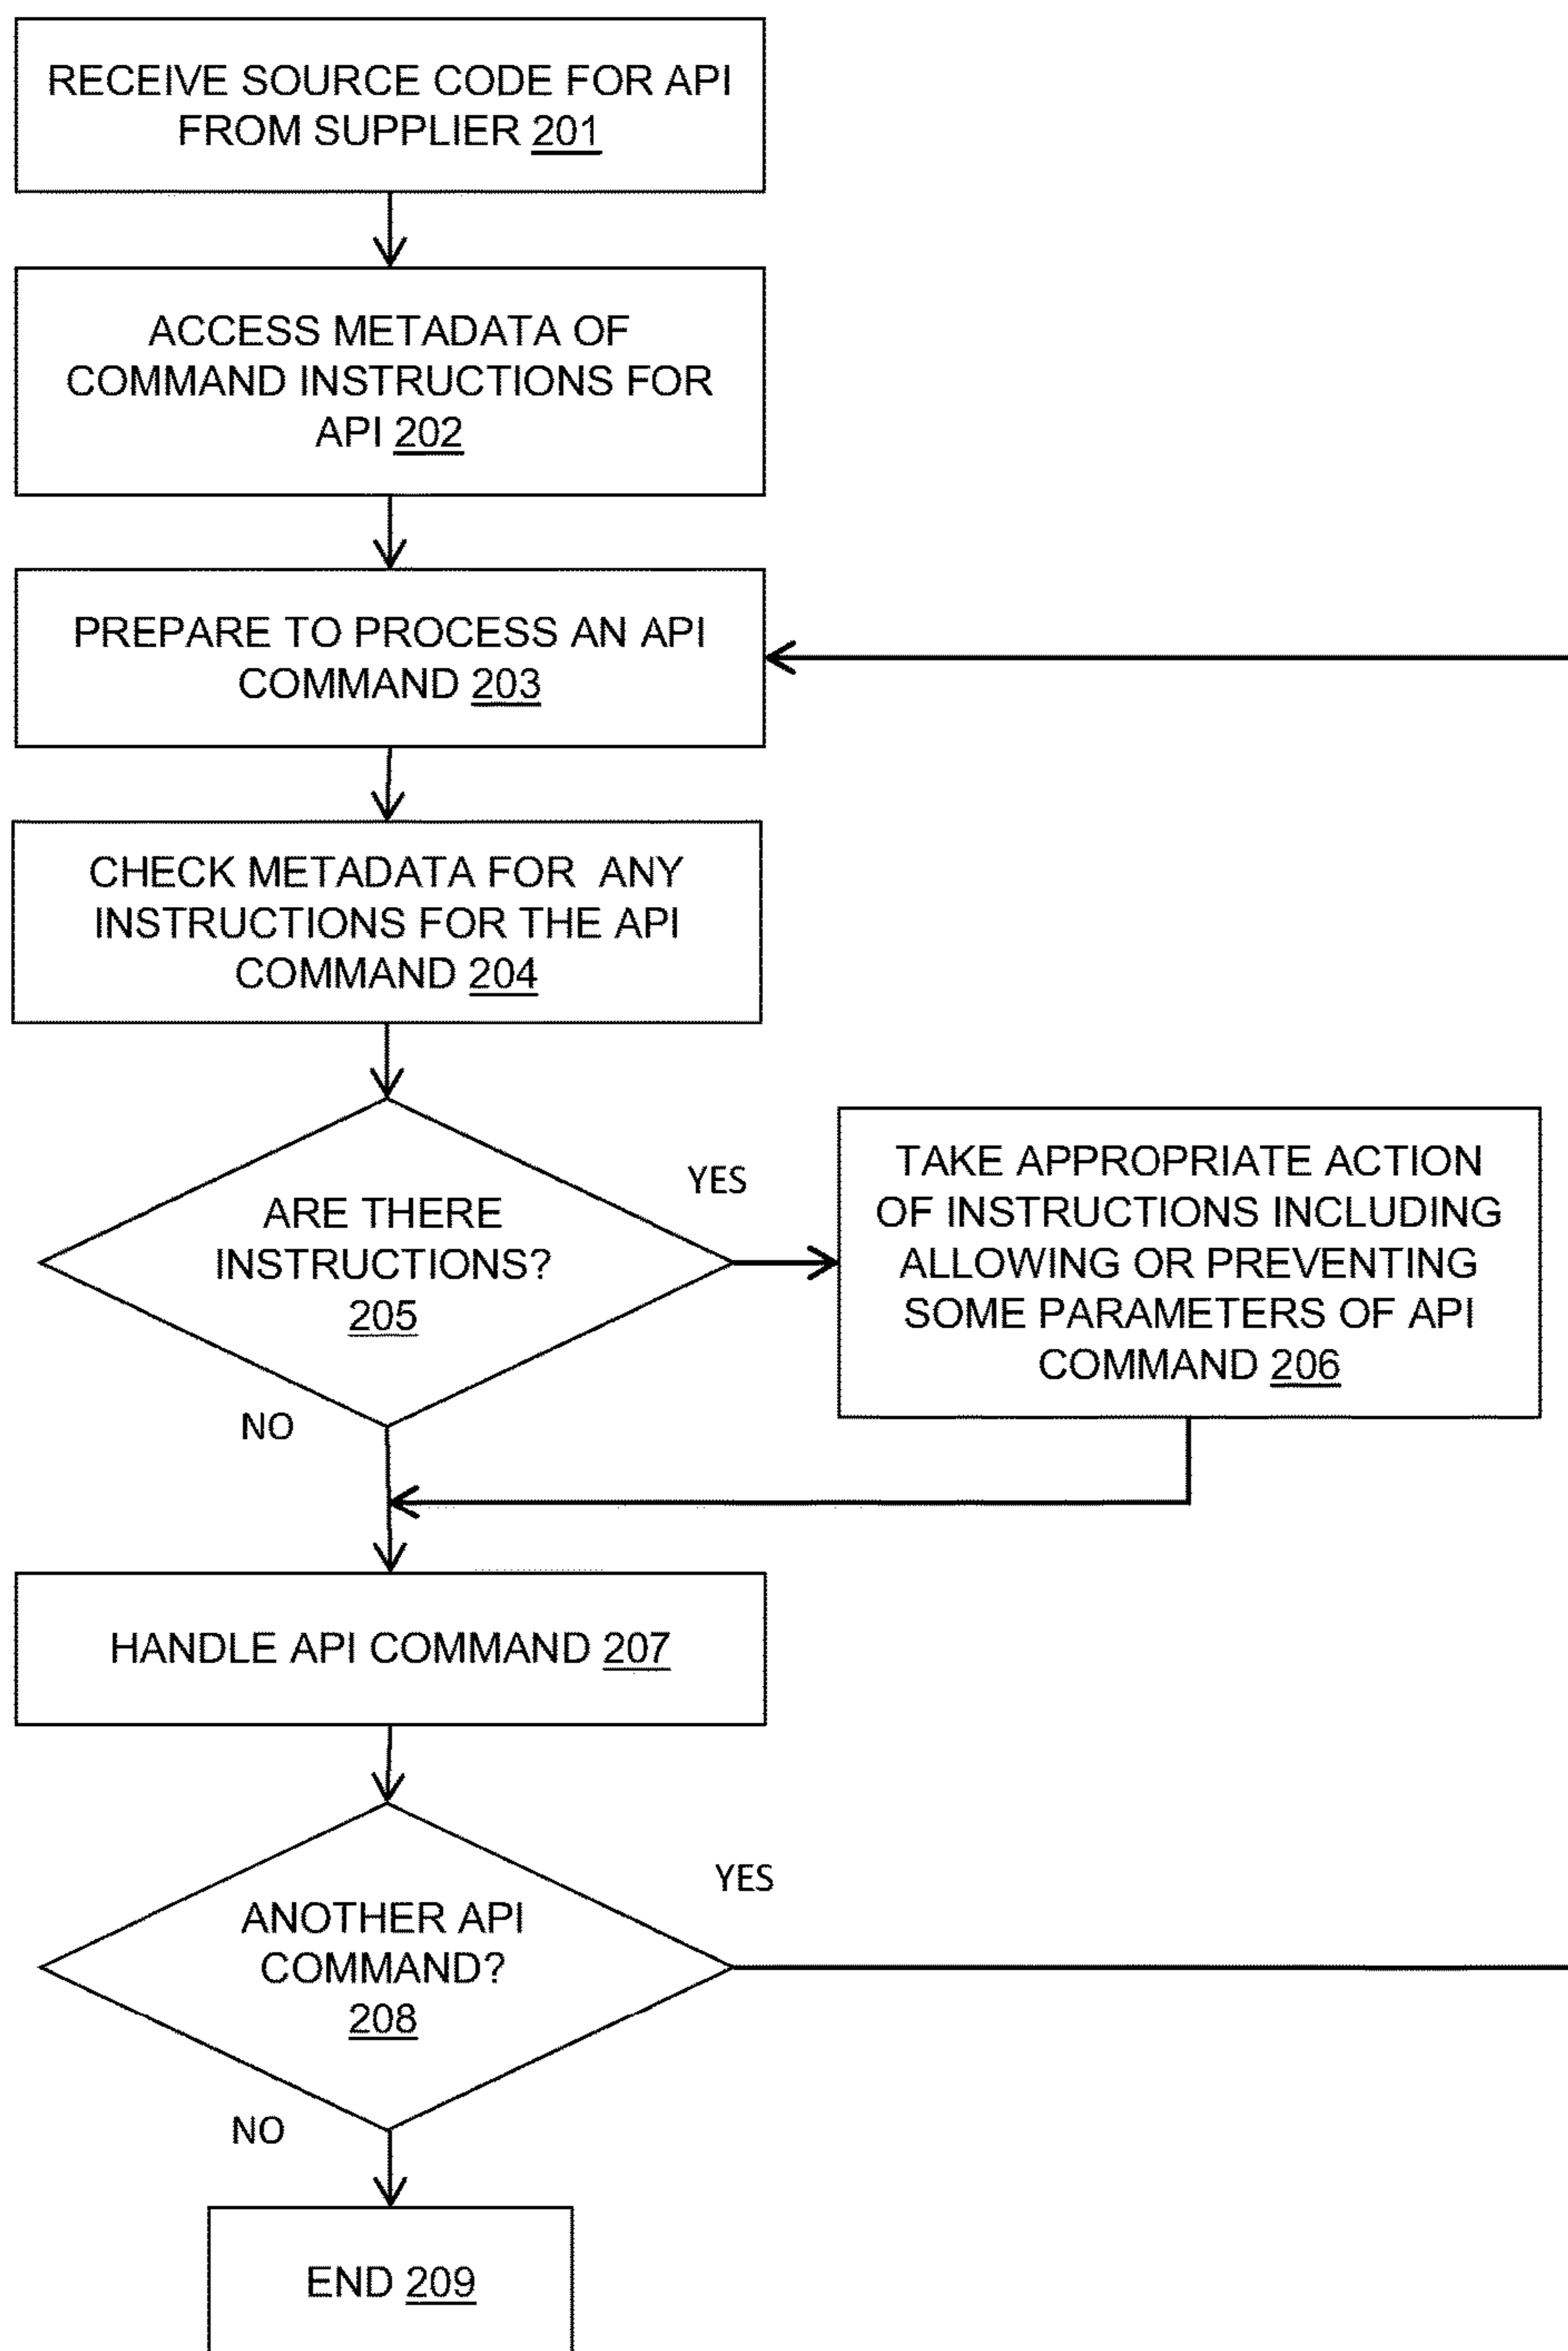 RECEIVE SOURCE CODE FOR API
FROM SUPPLIER 201
ACCESS METADATA OF
COMMAND INSTRUCTIONS FOR
API 202
PREPARE TO PROCESS AN API
COMMAND 203
CHECK METADATA FOR ANY
INSTRUCTIONS FOR THE API
COMMAND 204
ARE THERE
INSTRUCTIONS?
205
YES
TAKE APPROPRIATE ACTION
OF INSTRUCTIONS INCLUDING
ALLOWING OR PREVENTING
SOME PARAMETERS OF API
COMMAND 206
NO
HANDLE API COMMAND 207
ANOTHER API
COMMAND?
208
YES
NO
END 209